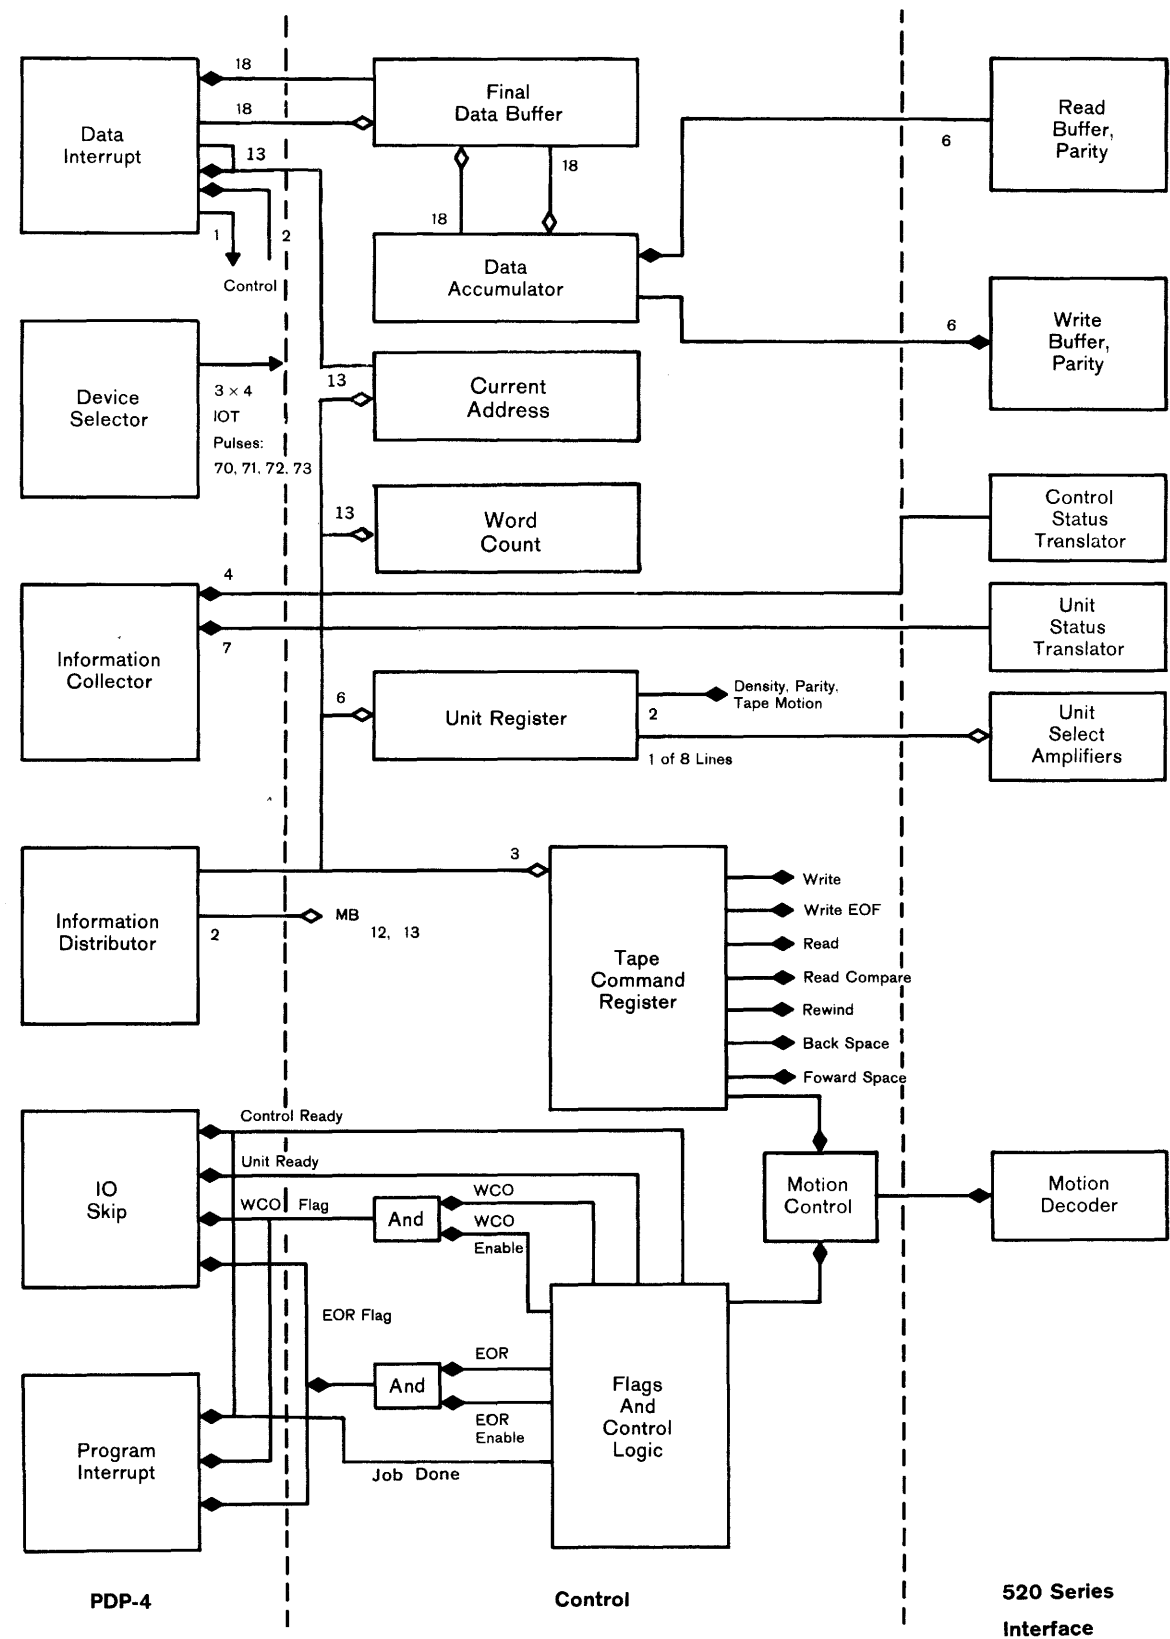 18
Final
Data Buffer
18
Data
Interrupt
13
18
18
1
2
Control
Data
Accumulator
6
Read
Buffer,
Parity
6
Write
Buffer,
Parity
Device
Selector
3 × 4
IOT
Pulses:
70, 71, 72, 73
13
Current
Address
13
Word
Count
Control
Status
Translator
4
7
Information
Collector
Unit
Status
Translator
6
Unit Register
2
Density, Parity,
Tape Motion
1 of 8 Lines
Unit
Select
Amplifiers
3
Information
Distributor
2
MB
12, 13
Tape
Command
Register
Write
Write EOF
Read
Read Compare
Rewind
Back Space
Foward Space
Control Ready
Unit Ready
IO
Skip
WCO Flag
And
WCO
WCO
Enable
Motion
Control
Motion
Decoder
EOR Flag
And
EOR
EOR
Enable
Flags
And
Control
Logic
Program
Interrupt
Job Done
PDP-4
Control
520 Series
Interface